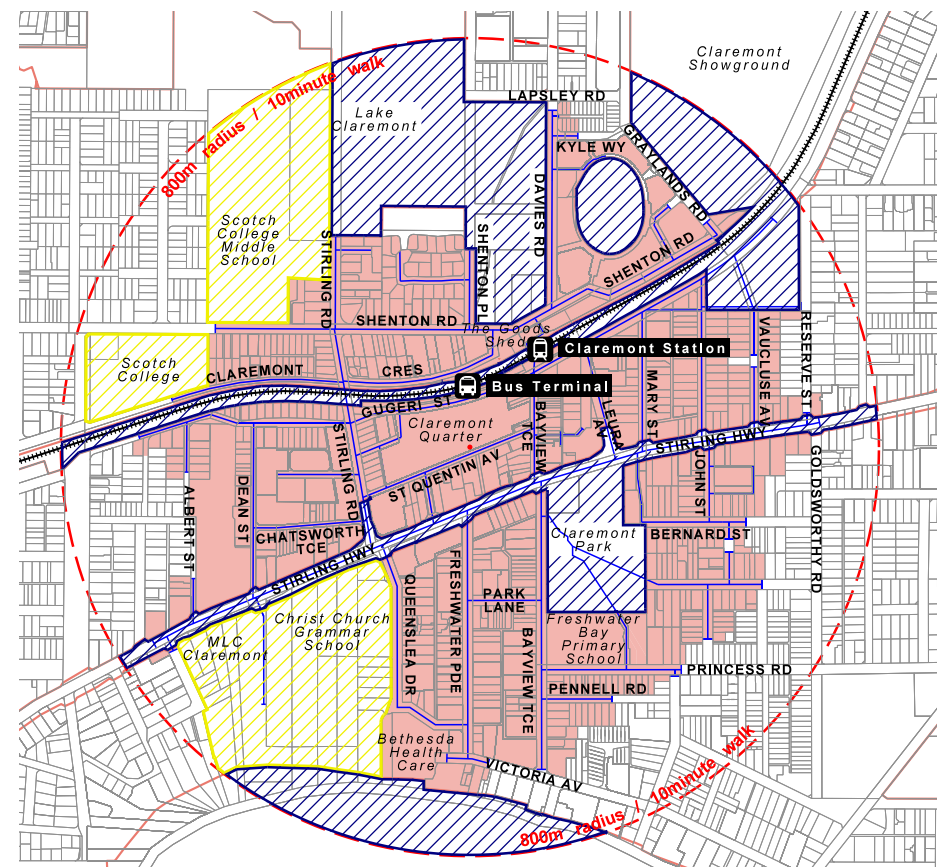 Claremont
Showground
800m radius / 10minute walk
LAPSLEY RD
Lake
Claremont
GRAYLANDS RD
KYLE WY
DAVIES RD
Scotch
College
Middle
School
STIRLING RD
SHENTON PL
SHENTON RD
SHENTON RD
The Goods
Shed
Claremont Station
VAUCLUSE AV
RESERVE ST
Scotch
College
CLAREMONT
CRES
Bus Terminal
MARY ST
GUGERI ST
LEURA
AV
BAYVIEW
TCE
Claremont
Quarter
STIRLING RD
STIRLING HWY
ST QUENTIN AV
JOHN ST
GOLDSWORTHY RD
DEAN ST
ALBERT ST
CHATSWORTH
TCE
Claremont
Park
BERNARD ST
STIRLING HWY
FRESHWATER PDE
QUEENSLEA DR
PARK
LANE
Christ Church
Grammar
School
MLC
Claremont
Freshwater
Bay
Primary
School
BAYVIEW TCE
PRINCESS RD
PENNELL RD
Bethesda
Health
Care
VICTORIA AV
800m radius / 10minute walk